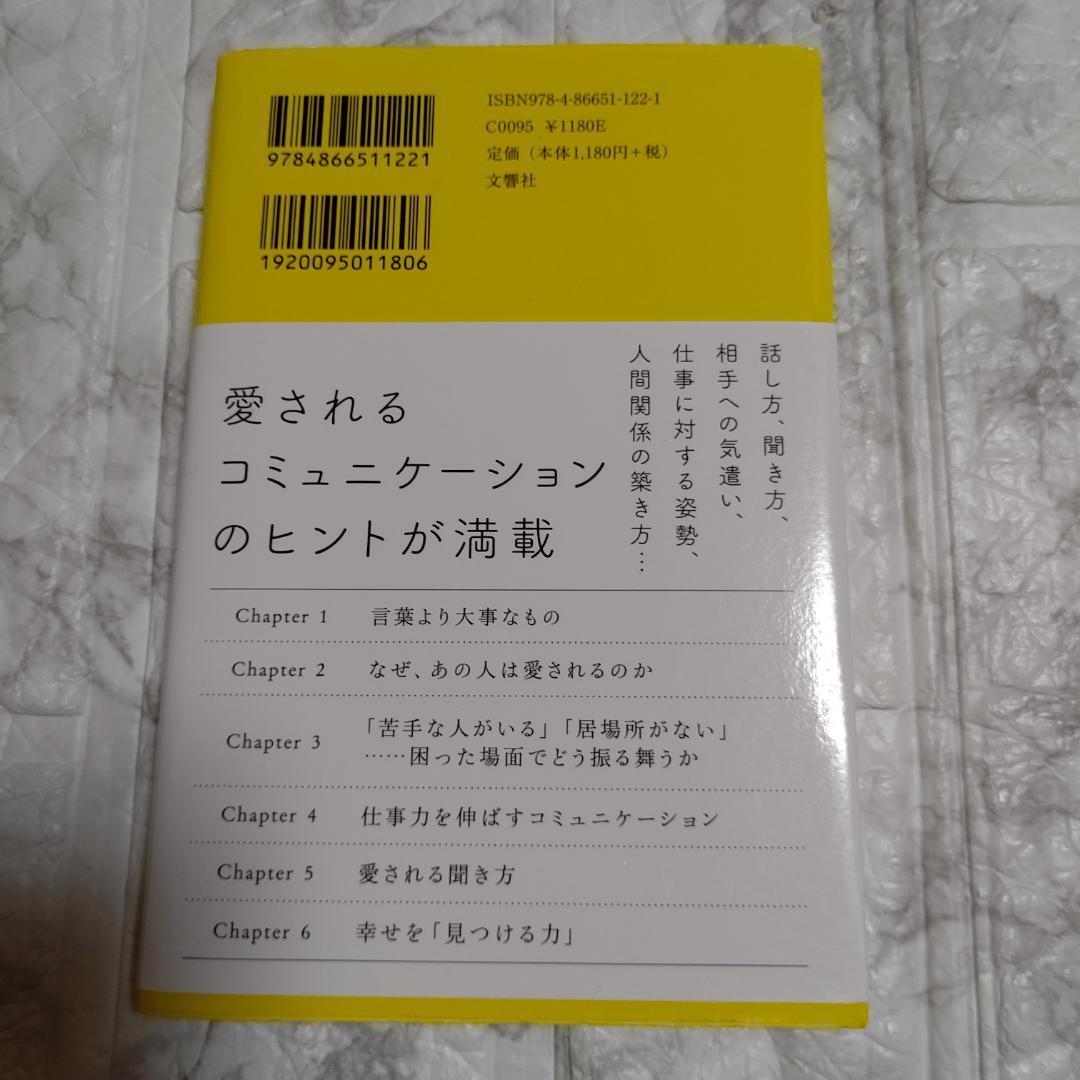 9784866511221
1920095011806
ISBN978-4-86651-122-1
C0095 ¥1180E
定価（本体1,180円＋税）
文響社
話し方、聞き方、
相手への気遣い、
仕事に対する姿勢、
人間関係の築き方…
愛される
コミュニケーション
のヒントが満載
Chapter 1 言葉より大事なもの
Chapter 2 なぜ、あの人は愛されるのか
Chapter 3 「苦手な人がいる」「居場所がない」
……困った場面でどう振る舞うか
Chapter 4 仕事力を伸ばすコミュニケーション
Chapter 5 愛される聞き方
Chapter 6 幸せを「見つける力」